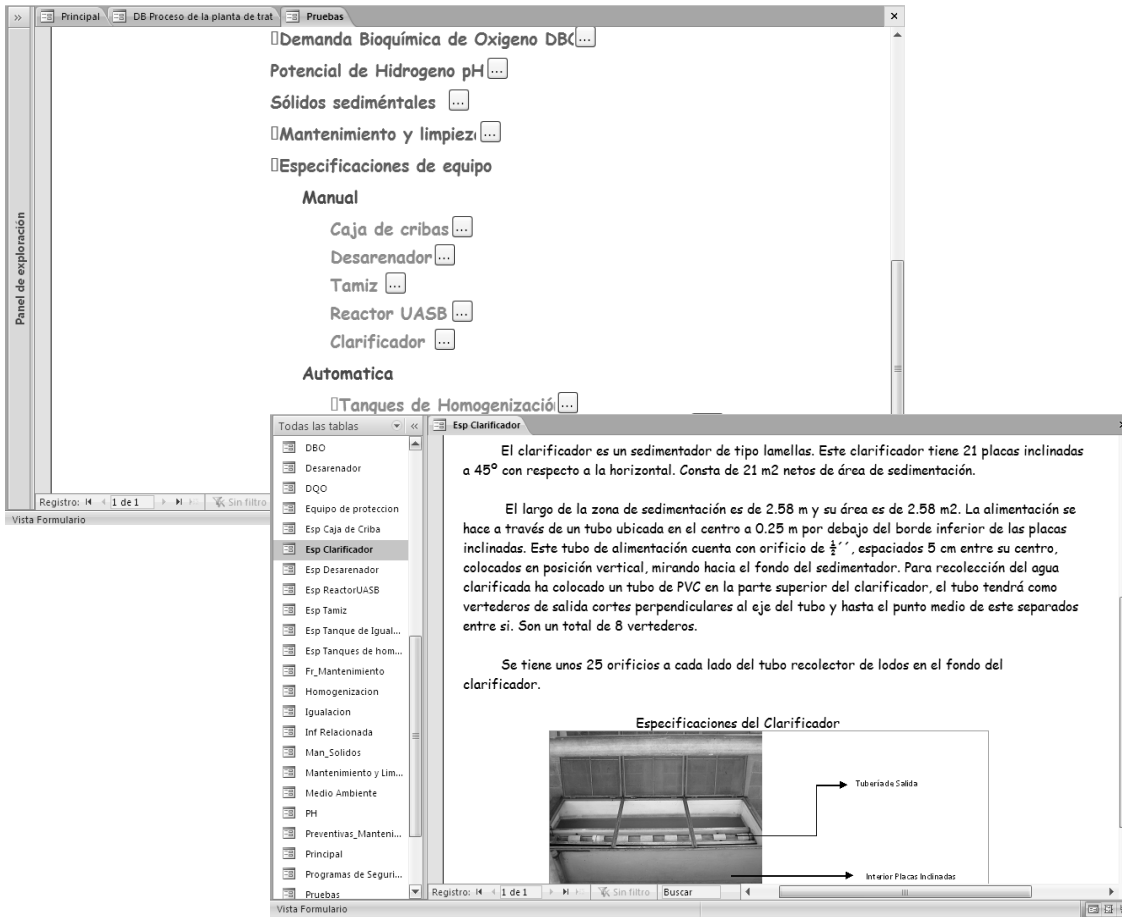 Principal
DB Proceso de la planta de trat
Pruebas
Panel de exploración
Demanda Bioquímica de Oxigeno DB
Potencial de Hidrogeno pH ...
Sólidos sediméntales ...
Mantenimiento y limpiez ...
Especificaciones de equipo
Manual
Caja de cribas ...
Desarenador ...
Tamiz ...
Reactor UASB ...
Clarificador ...
Automatica
Tanques de Homogenizació ...
Registro: 1 de 1 Sin filtro
Vista Formulario
Todas las tablas
DBO
Desarenador
DQO
Equipo de proteccion
Esp Caja de Criba
Esp Clarificador
Esp Desarenador
Esp ReactorUASB
Esp Tamiz
Esp Tanque de Igual...
Esp Tanques de hom...
Fr_Mantenimiento
Homogenizacion
Igualacion
Inf Relacionada
Man_Solidos
Mantenimiento y Lim...
Medio Ambiente
PH
Preventivas_Manteni...
Principal
Programas de Seguri...
Pruebas
Esp Clarificador
El clarificador es un sedimentador de tipo lamellas. Este clarificador tiene 21 placas inclinadas
a 45º con respecto a la horizontal. Consta de 21 m2 netos de área de sedimentación.
El largo de la zona de sedimentación es de 2.58 m y su área es de 2.58 m2. La alimentación se
hace a través de un tubo ubicada en el centro a 0.25 m por debajo del borde inferior de las placas
inclinadas. Este tubo de alimentación cuenta con orificio de ½´´, espaciados 5 cm entre su centro,
colocados en posición vertical, mirando hacia el fondo del sedimentador. Para recolección del agua
clarificada ha colocado un tubo de PVC en la parte superior del clarificador, el tubo tendrá como
vertederos de salida cortes perpendiculares al eje del tubo y hasta el punto medio de este separados
entre si. Son un total de 8 vertederos.
Se tiene unos 25 orificios a cada lado del tubo recolector de lodos en el fondo del
clarificador.
Especificaciones del Clarificador
Tubería de Salida
Interior Placas Inclinadas
Registro: 1 de 1 Sin filtro Buscar
Vista Formulario